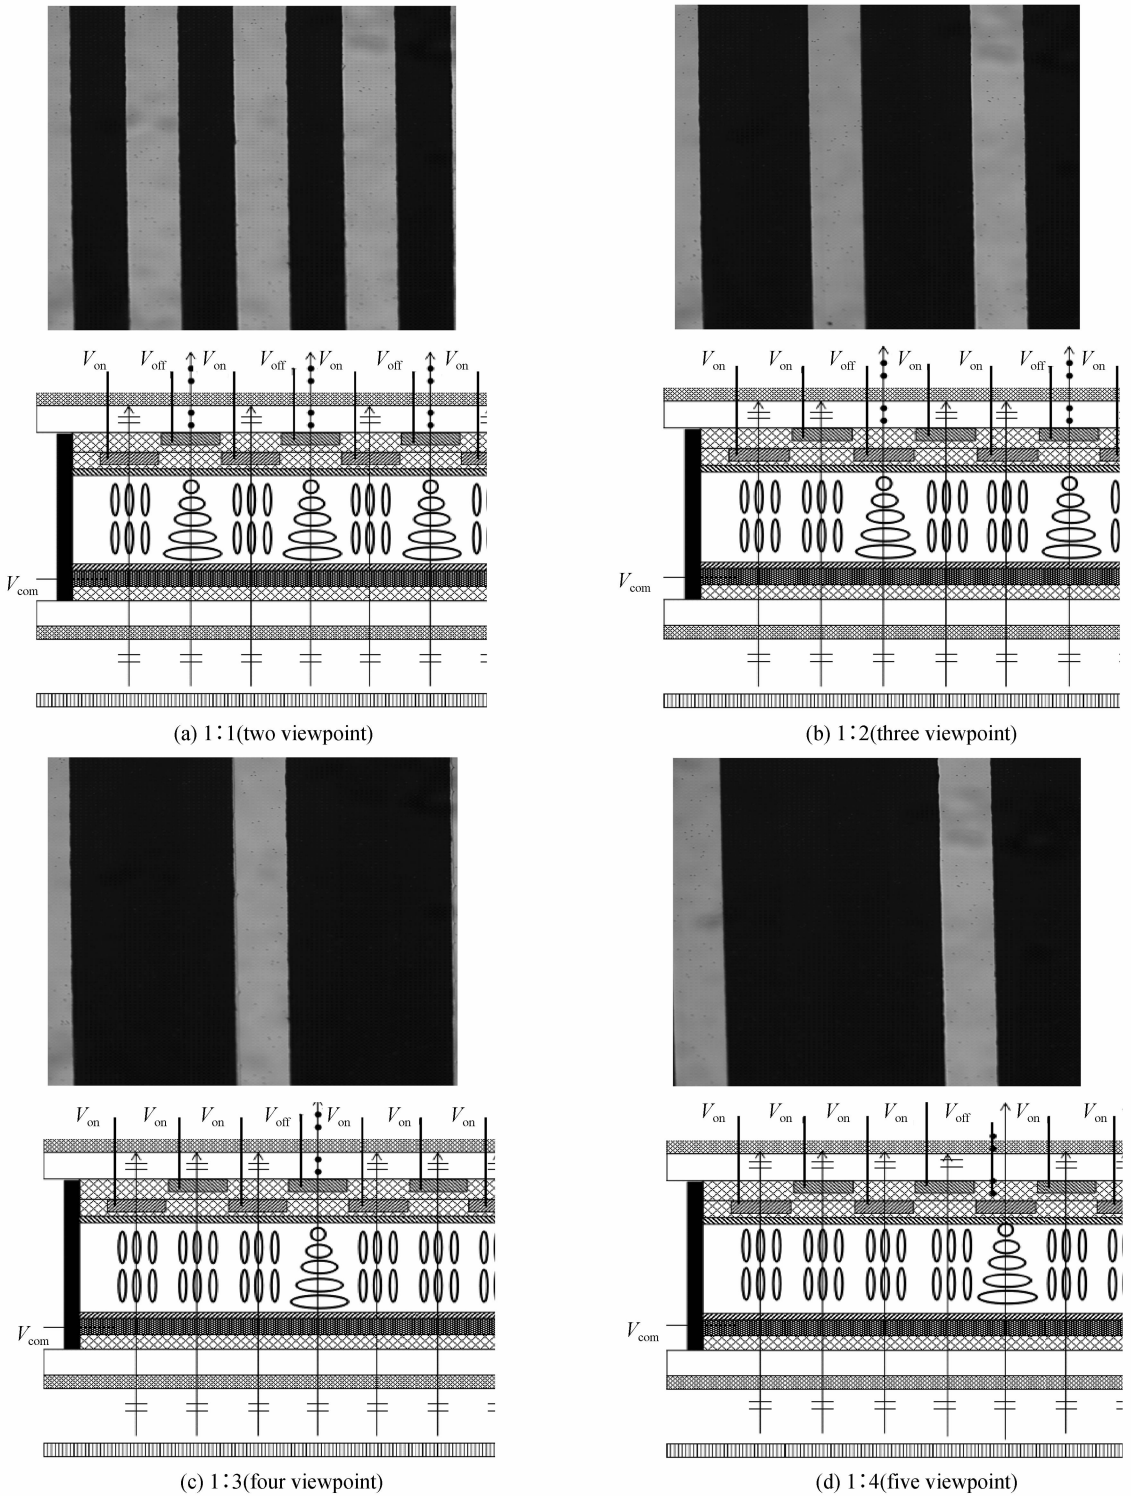 Von Voff Von Voff Von Voff Von
Vcom
(a) 1∶1(two viewpoint)
Von Von Voff Von Von Voff Von
Vcom
(b) 1∶2(three viewpoint)
Von Von Von Voff Von Von Von
Vcom
(c) 1∶3(four viewpoint)
Von Von Von Von Voff Von Von
Vcom
(d) 1∶4(five viewpoint)